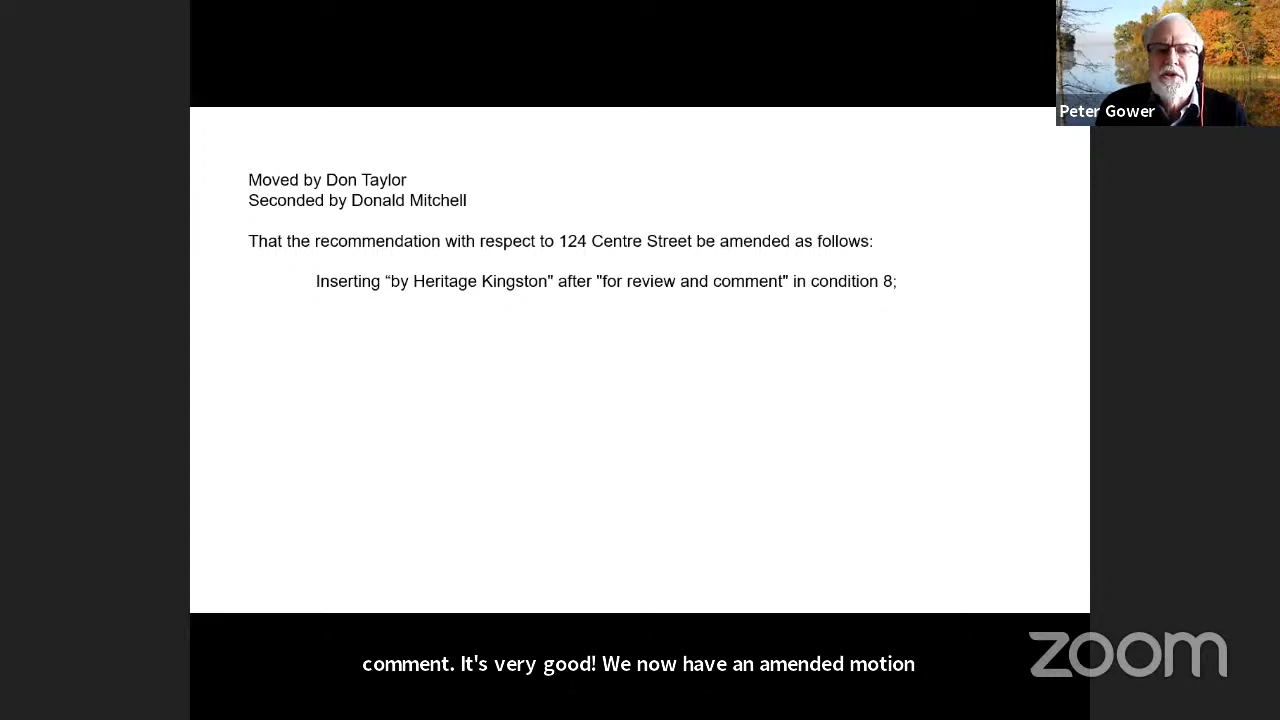 Peter Gower
Moved by Don Taylor
Seconded by Donald Mitchell
That the recommendation with respect to 124 Centre Street be amended as follows:
Inserting “by Heritage Kingston" after "for review and comment" in condition 8;
comment. It's very good! We now have an amended motion
zoom